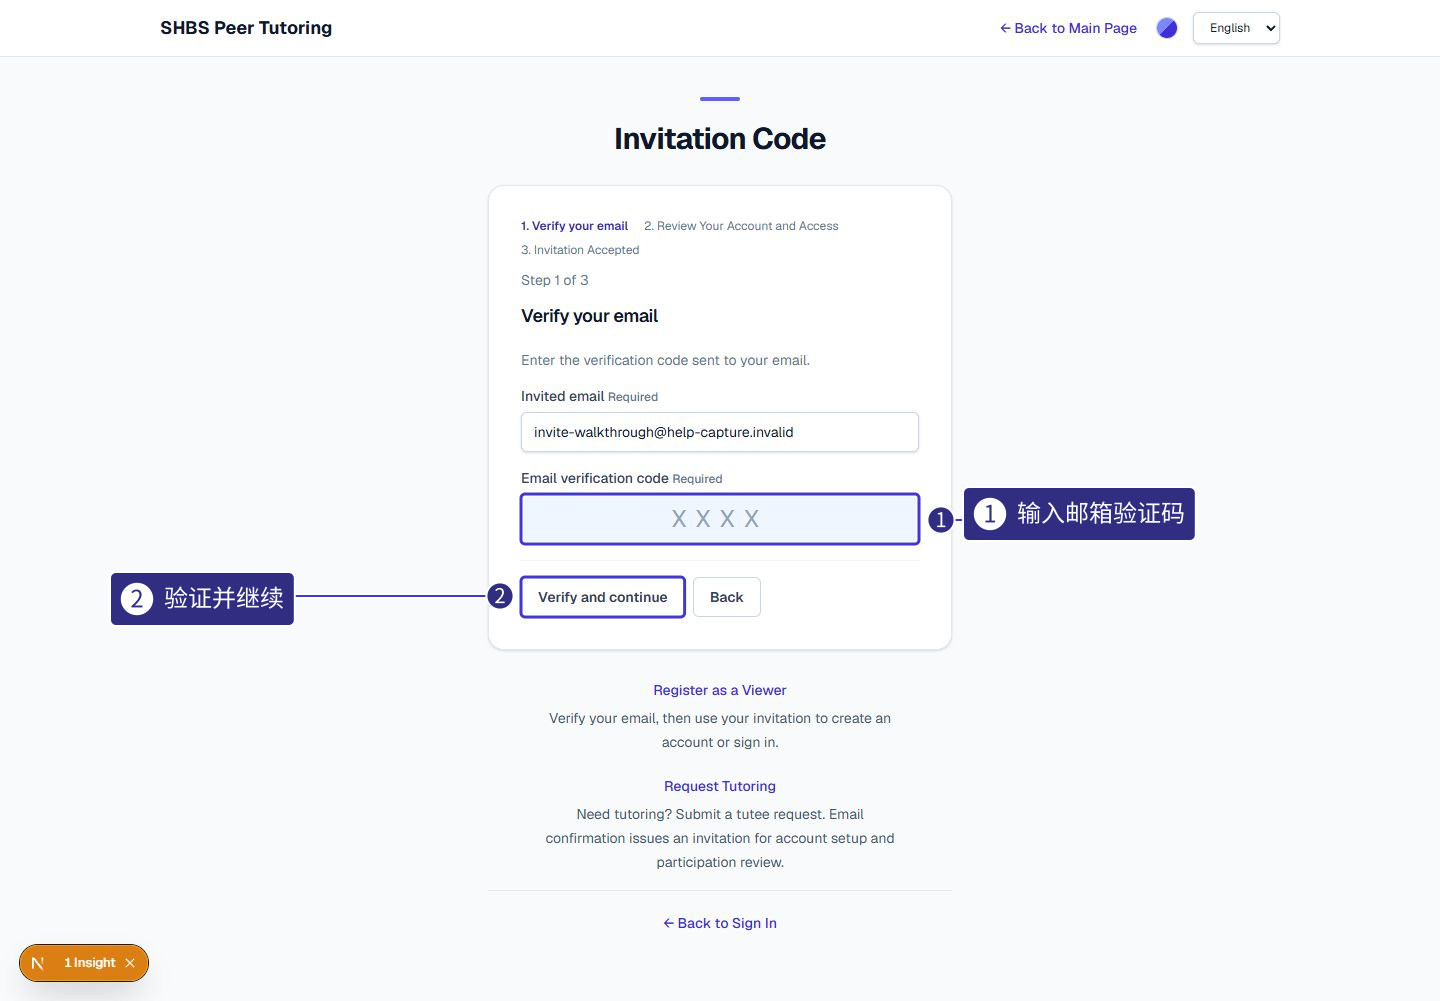 SHBS Peer Tutoring
← Back to Main Page
English
Invitation Code
1. Verify your email 2. Review Your Account and Access
3. Invitation Accepted
Step 1 of 3
Verify your email
Enter the verification code sent to your email.
Invited email Required
invite-walkthrough@help-capture.invalid
Email verification code Required
X X X X
1
1 输入邮箱验证码
2 验证并继续
2
Verify and continue
Back
Register as a Viewer
Verify your email, then use your invitation to create an
account or sign in.
Request Tutoring
Need tutoring? Submit a tutee request. Email
confirmation issues an invitation for account setup and
participation review.
← Back to Sign In
N 1 Insight ×